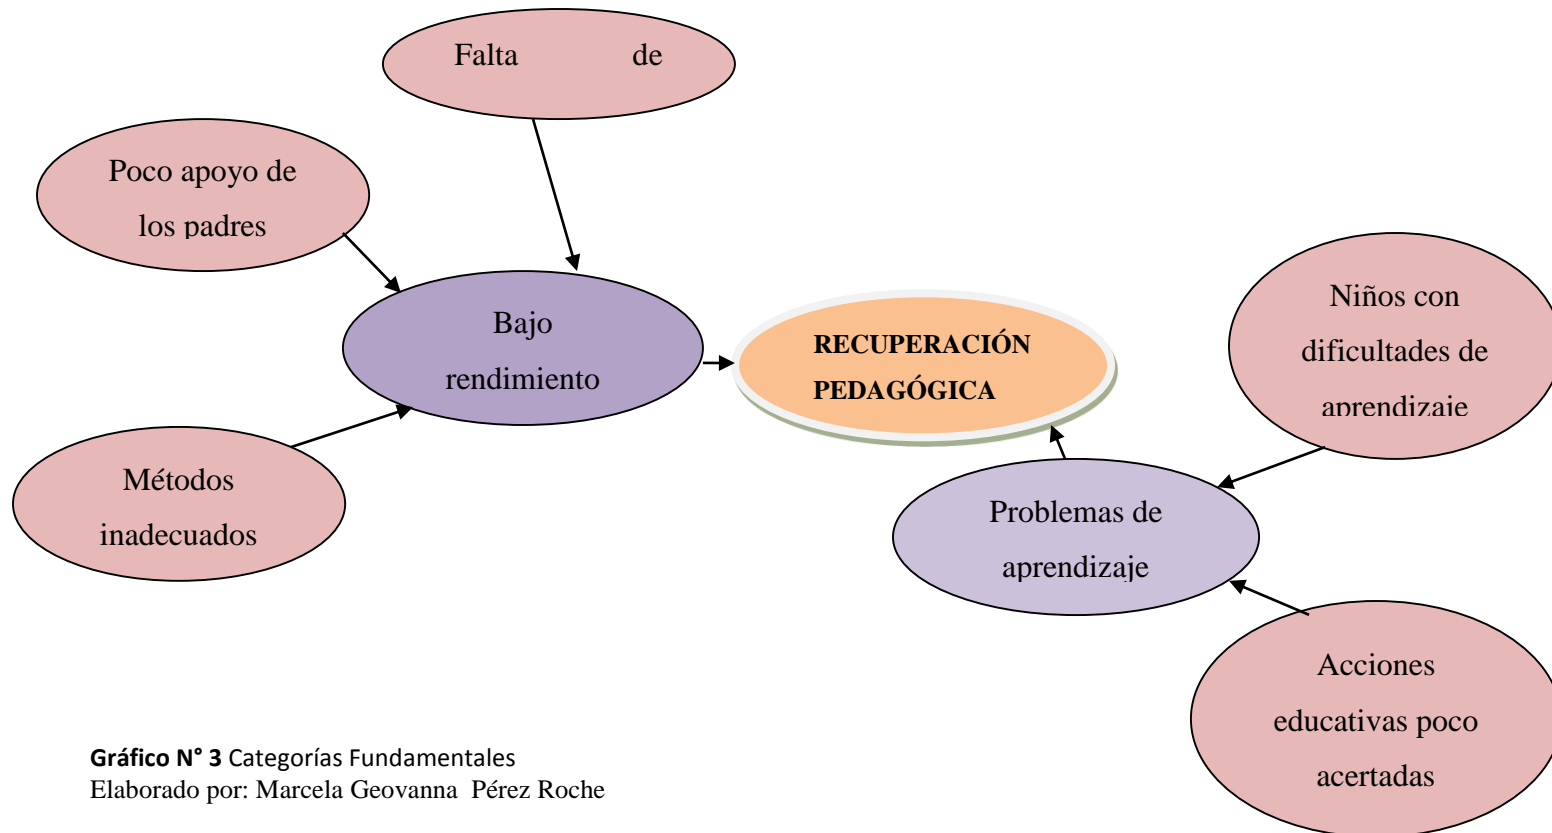 Falta de
Poco apoyo de
los padres
Bajo
rendimiento
Métodos
inadecuados
RECUPERACIÓN
PEDAGÓGICA
Niños con
dificultades de
aprendizaje
Problemas de
aprendizaje
Acciones
educativas poco
acertadas
Gráfico N° 3 Categorías Fundamentales
Elaborado por: Marcela Geovanna Pérez Roche